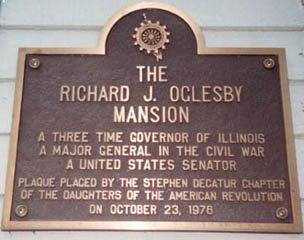 THE
RICHARD J. OGLESBY
MANSION
A THREE TIME GOVERNOR OF ILLINOIS
A MAJOR GENERAL IN THE CIVIL WAR
A UNITED STATES SENATOR
PLAQUE PLACED BY THE STEPHEN DECATUR CHAPTER
OF THE DAUGHTERS OF THE AMERICAN REVOLUTION
ON OCTOBER 23, 1976